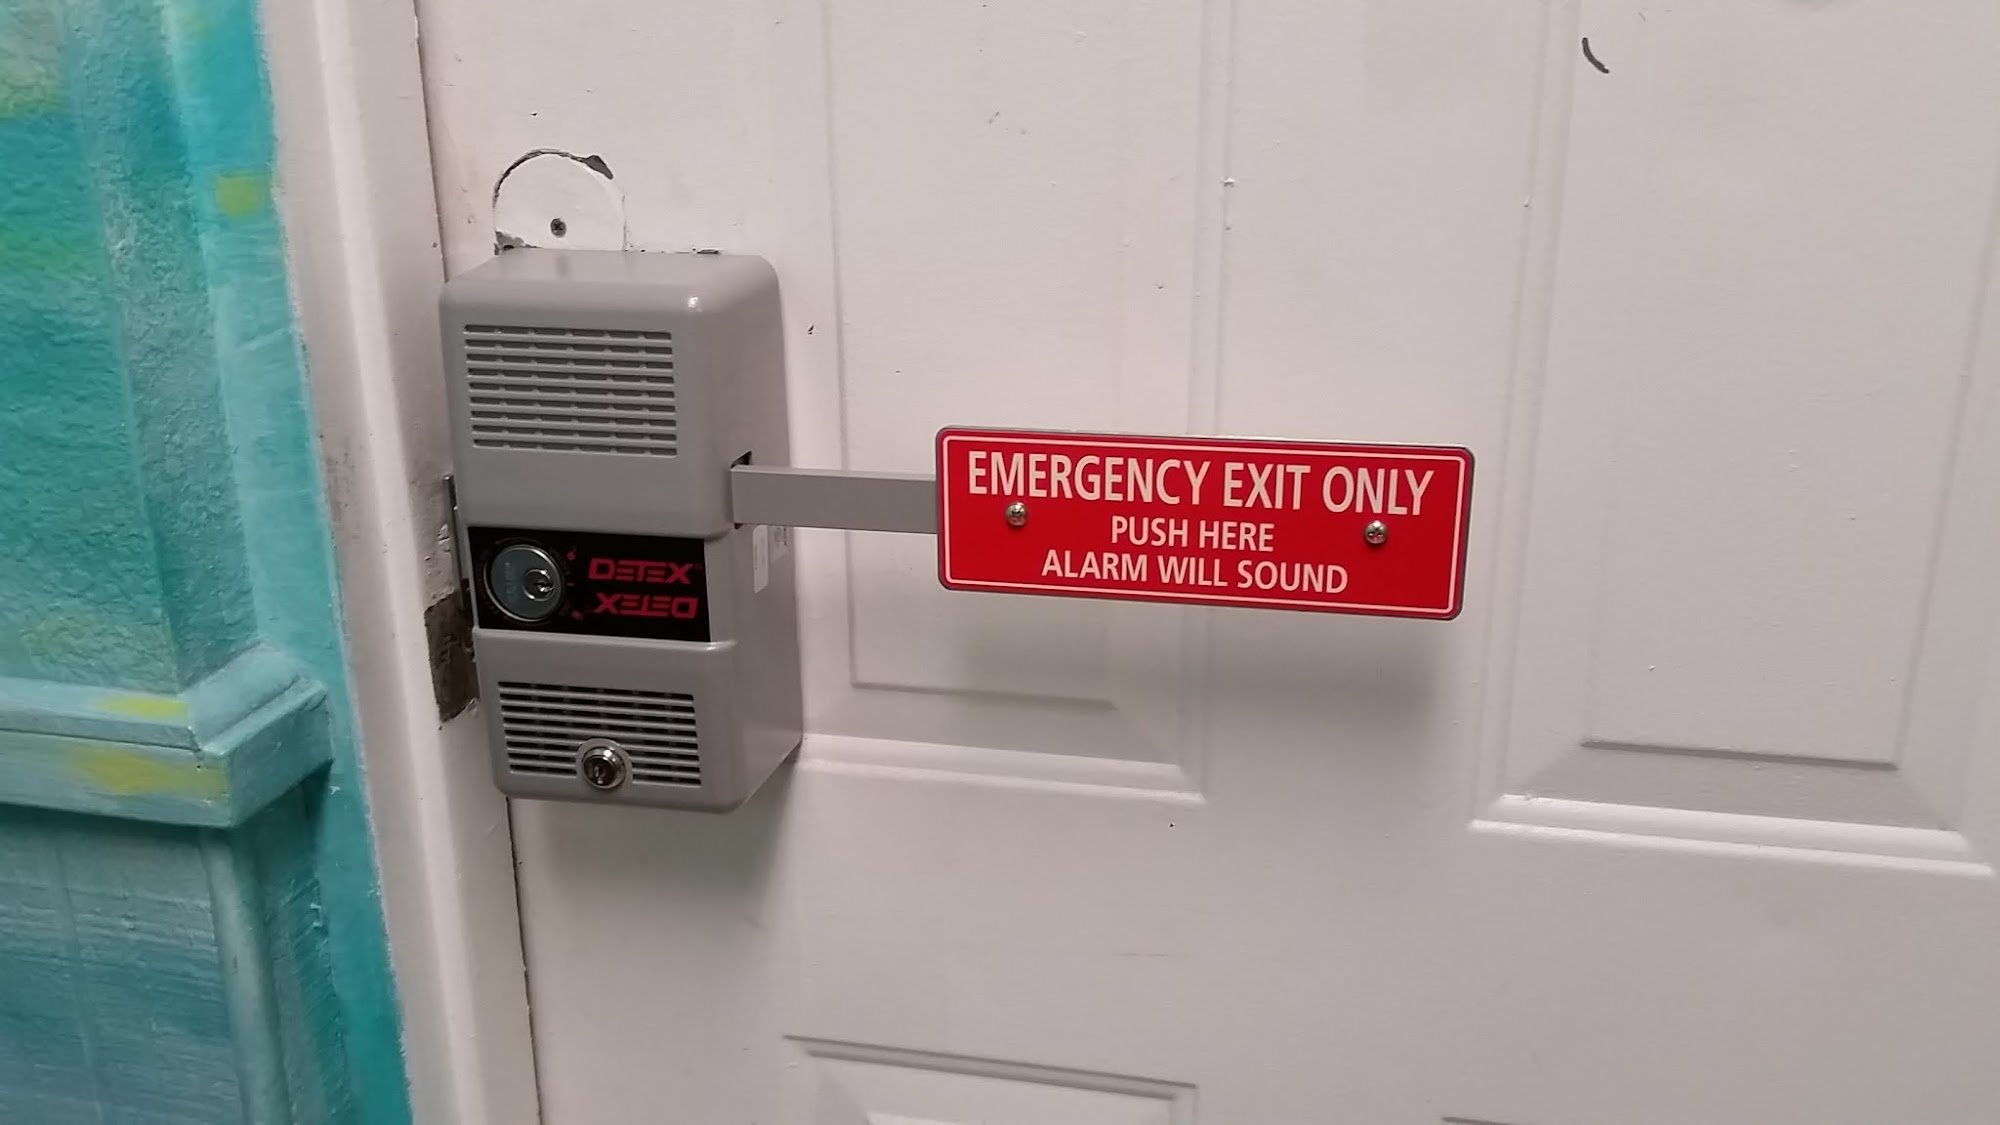 EMERGENCY EXIT ONLY
PUSH HERE
ALARM WILL SOUND
DETEX
DETEX